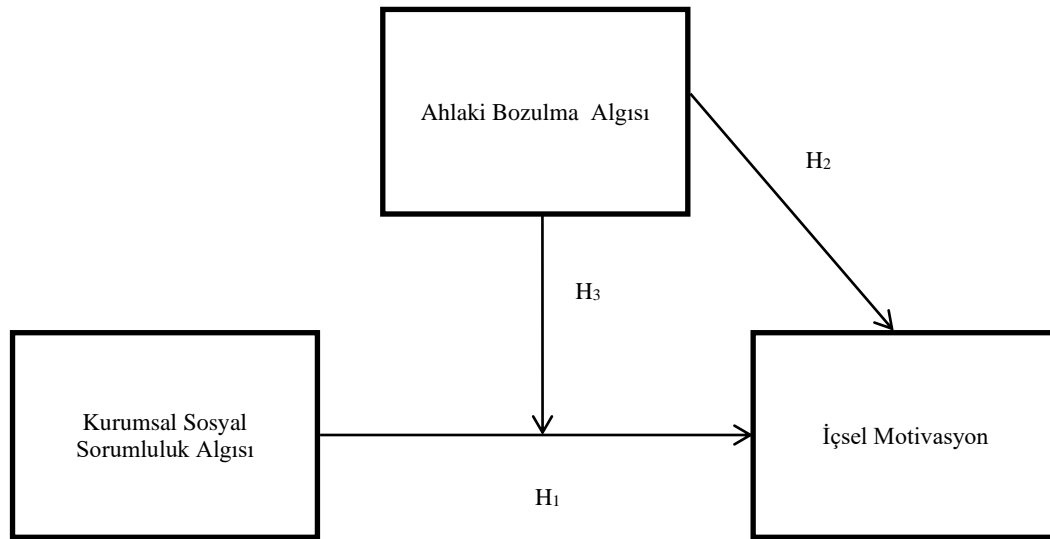 Ahlaki Bozulma Algısı
H2
H3
Kurumsal Sosyal
Sorumluluk Algısı
İçsel Motivasyon
H1